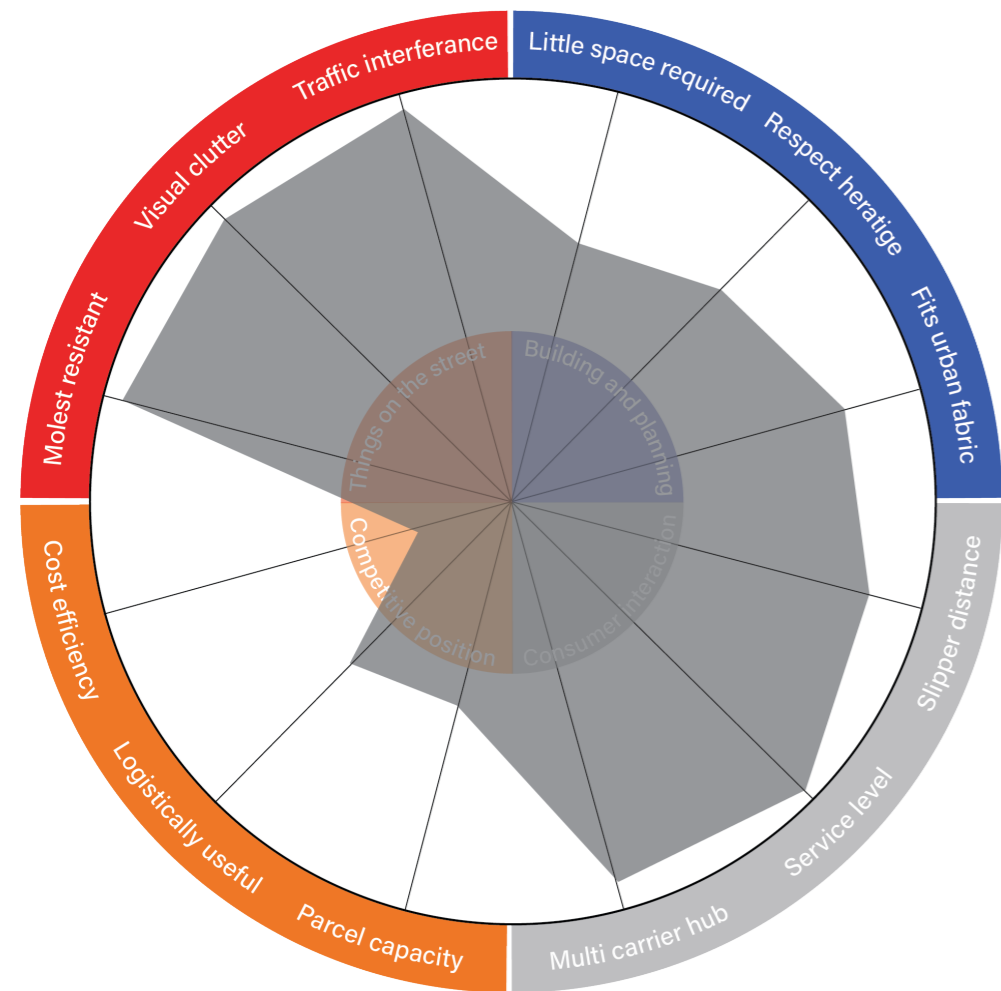 Traffic interferance
Little space required
Respect heratige
Fits urban fabric
Slipper distance
Service level
Multi carrier hub
Parcel capacity
Logistically useful
Cost efficiency
Molest resistant
Visual clutter
Things on the street
Building and planning
Consumer interaction
Competitive position